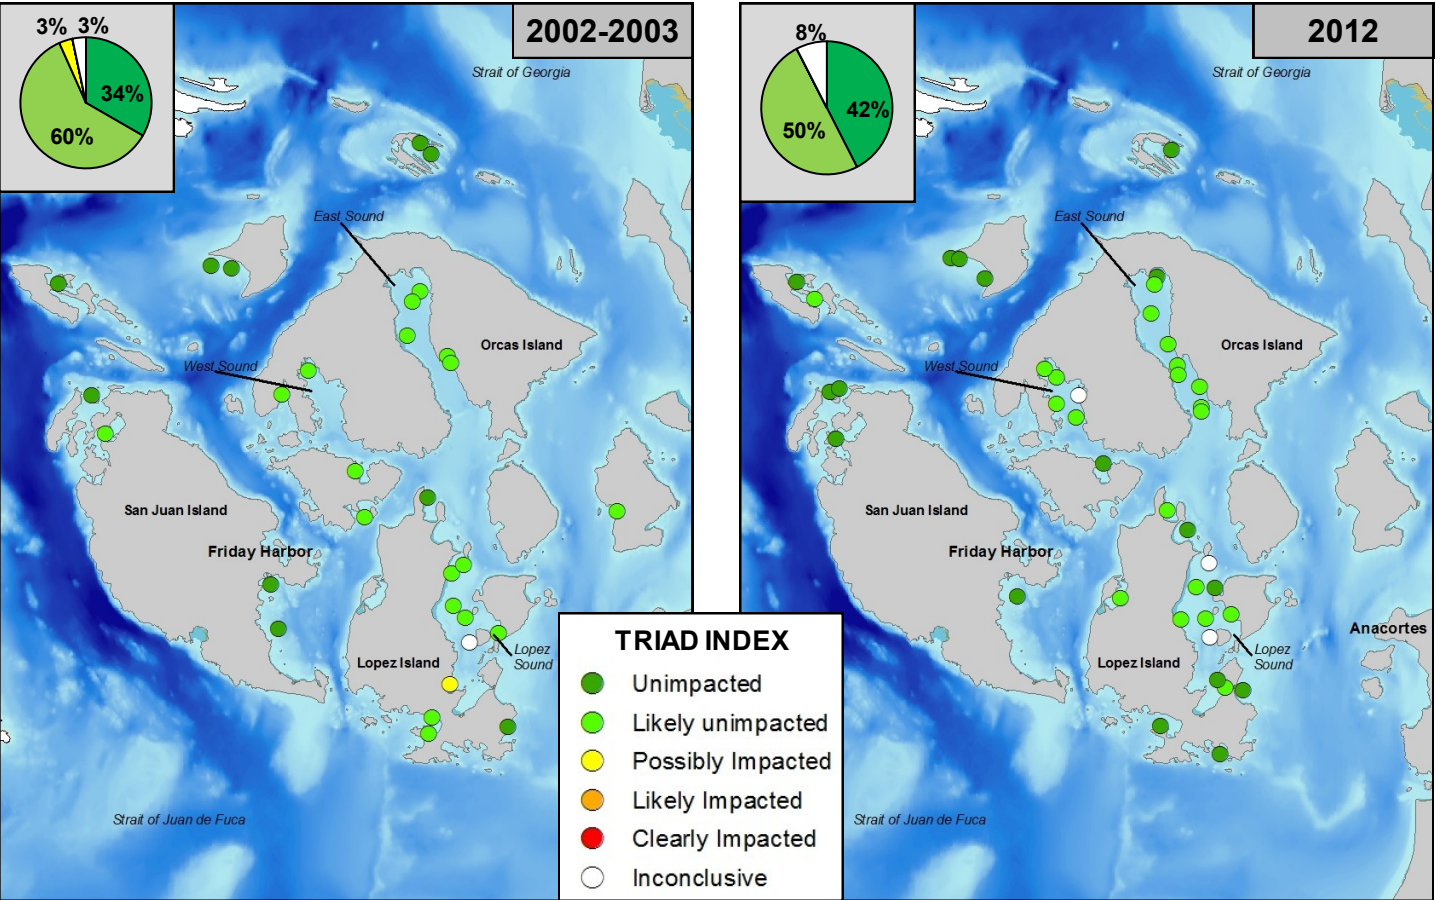 3% 3%
34%
60%
2002-2003
Strait of Georgia
East Sound
Orcas Island
West Sound
San Juan Island
Friday Harbor
Lopez Island
Lopez
Sound
Strait of Juan de Fuca
8%
42%
50%
2012
Strait of Georgia
East Sound
Orcas Island
West Sound
San Juan Island
Friday Harbor
Anacortes
Lopez Island
Lopez
Sound
Strait of Juan de Fuca
TRIAD INDEX
Unimpacted
Likely unimpacted
Possibly Impacted
Likely Impacted
Clearly Impacted
Inconclusive